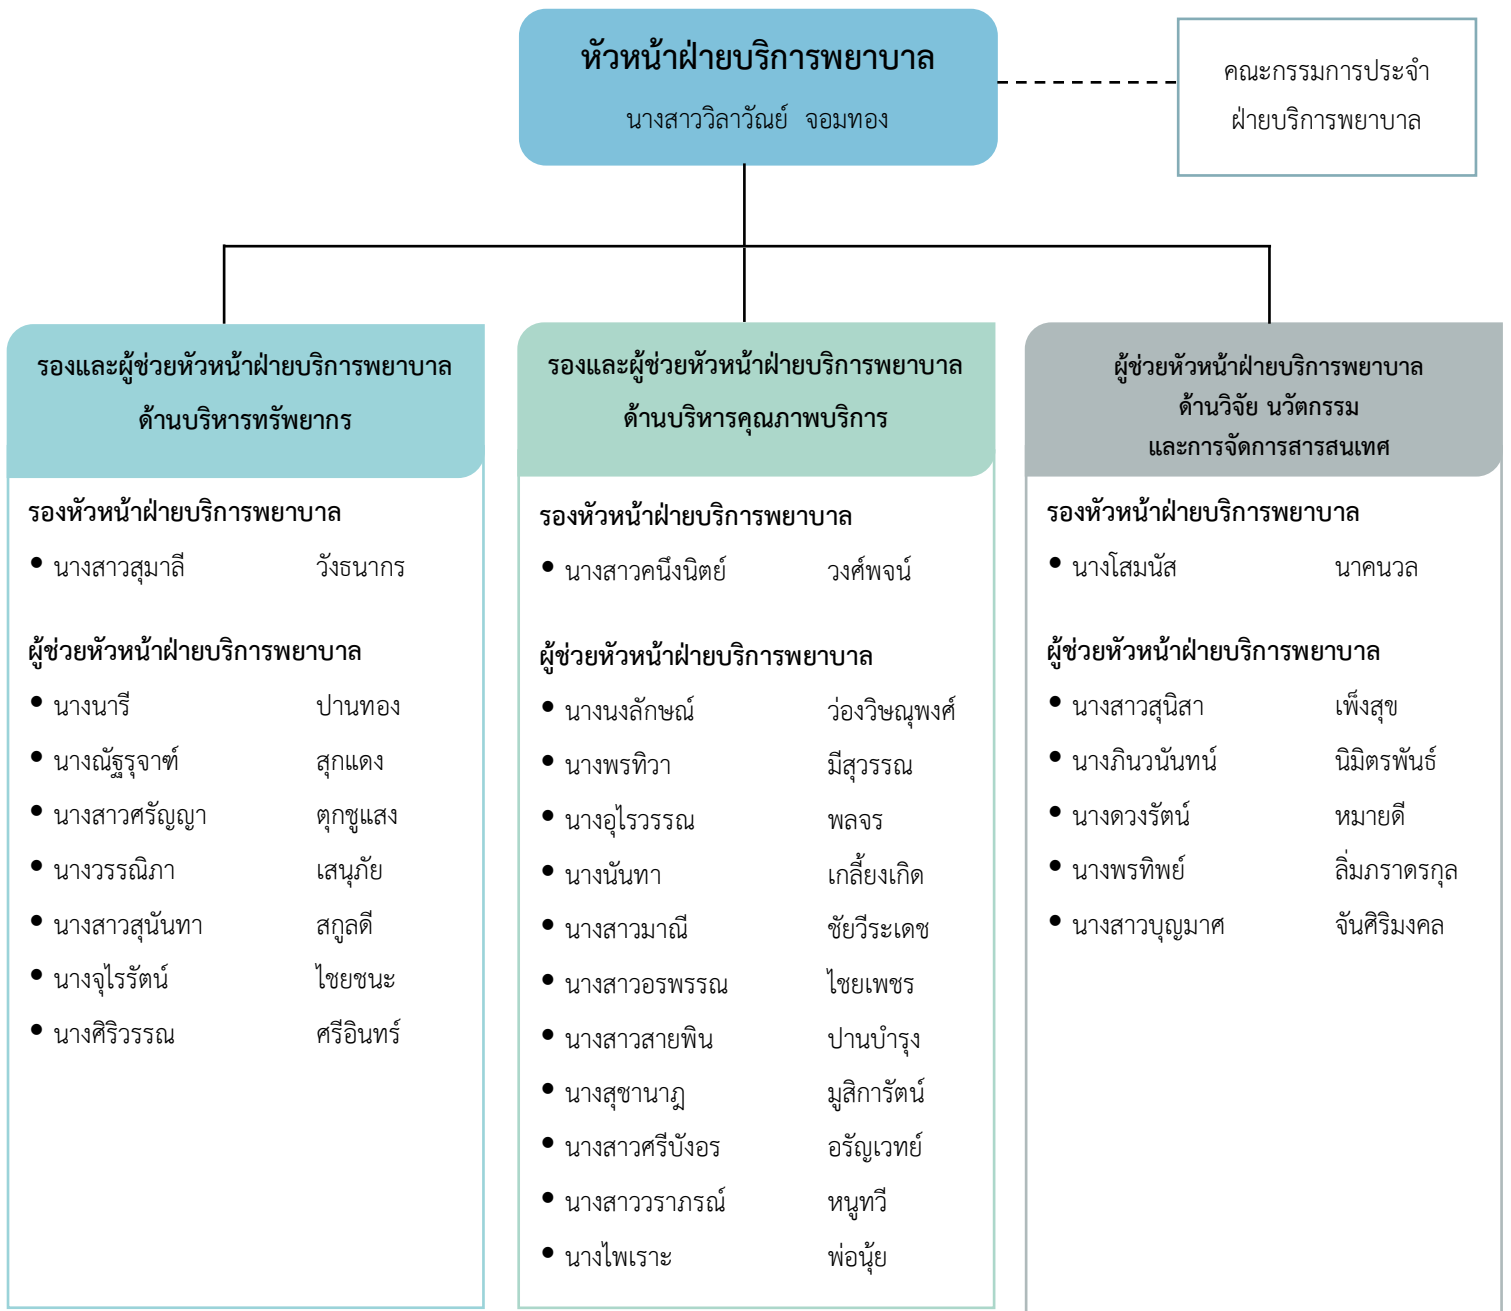 หัวหน้าฝ่ายบริการพยาบาล
นางสาววิลาวัณย์ จอมทอง
คณะกรรมการประจำ
ฝ่ายบริการพยาบาล
รองและผู้ช่วยหัวหน้าฝ่ายบริการพยาบาล
ด้านบริหารทรัพยากร
รองหัวหน้าฝ่ายบริการพยาบาล
• นางสาวสุมาลี วังธนากร
ผู้ช่วยหัวหน้าฝ่ายบริการพยาบาล
• นางนารี ปานทอง
• นางณัฐรุจาฑ์ สุกแดง
• นางสาวศรัญญา ตุกชูแสง
• นางวรรณิภา เสนุภัย
• นางสาวสุนันทา สกูลดี
• นางจุไรรัตน์ ไชยชนะ
• นางศิริวรรณ ศรีอินทร์
รองและผู้ช่วยหัวหน้าฝ่ายบริการพยาบาล
ด้านบริหารคุณภาพบริการ
รองหัวหน้าฝ่ายบริการพยาบาล
• นางสาวคนึงนิตย์ วงศ์พจน์
ผู้ช่วยหัวหน้าฝ่ายบริการพยาบาล
• นางนงลักษณ์ ว่องวิษณุพงศ์
• นางพรทิวา มีสุวรรณ
• นางอุไรวรรณ พลจร
• นางนันทา เกลี้ยงเกิด
• นางสาวมาณี ชัยวีระเดช
• นางสาวอรพรรณ ไชยเพชร
• นางสาวสายพิน ปานบำรุง
• นางสุชานาฎ มูสิการัตน์
• นางสาวศรีบังอร อรัญเวทย์
• นางสาววราภรณ์ หนูทวี
• นางไพเราะ พ่อนุ้ย
ผู้ช่วยหัวหน้าฝ่ายบริการพยาบาล
ด้านวิจัย นวัตกรรม
และการจัดการสารสนเทศ
รองหัวหน้าฝ่ายบริการพยาบาล
• นางโสมนัส นาคนวล
ผู้ช่วยหัวหน้าฝ่ายบริการพยาบาล
• นางสาวสุนิสา เพ็งสุข
• นางภินวนันทน์ นิมิตรพันธ์
• นางดวงรัตน์ หมายดี
• นางพรทิพย์ ลิ่มภราดรกุล
• นางสาวบุญมาศ จันศิริมงคล